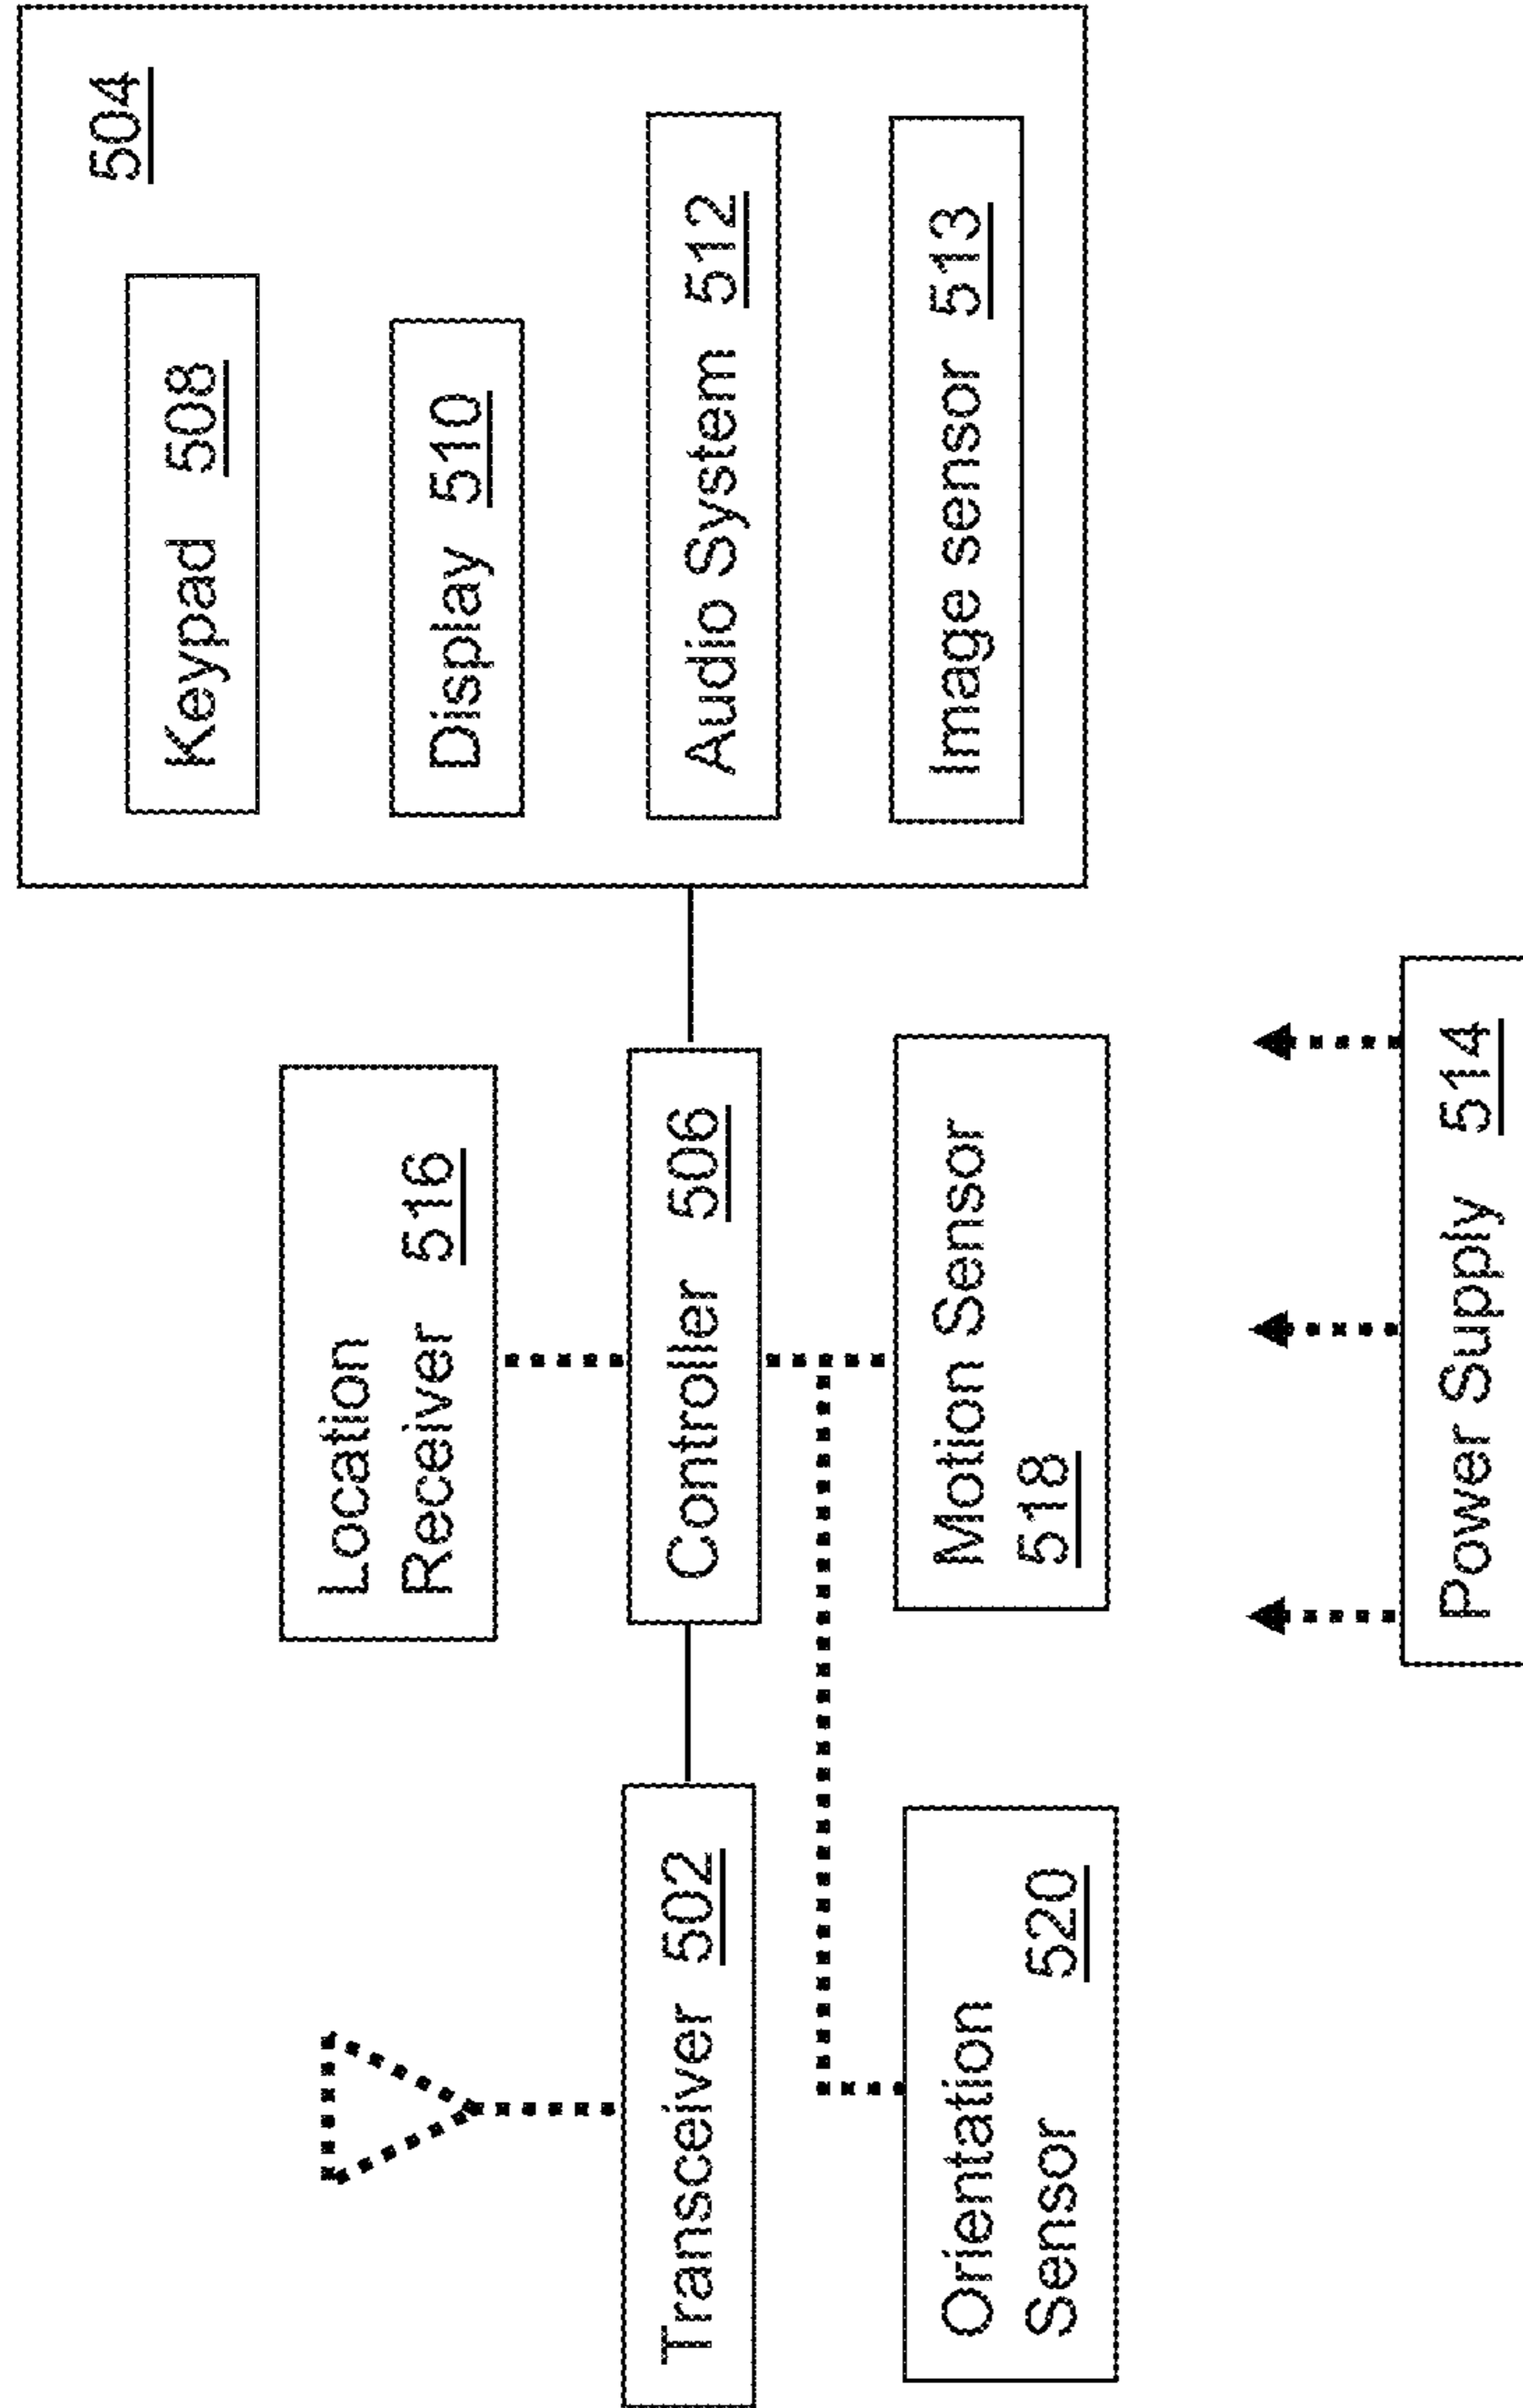 504
Keypad 508
Display 510
Audio System 512
Image sensor 513
Location
Receiver 516
Transceiver 502
Controller 506
Orientation
Sensor 520
Motion Sensor
518
Power Supply 514